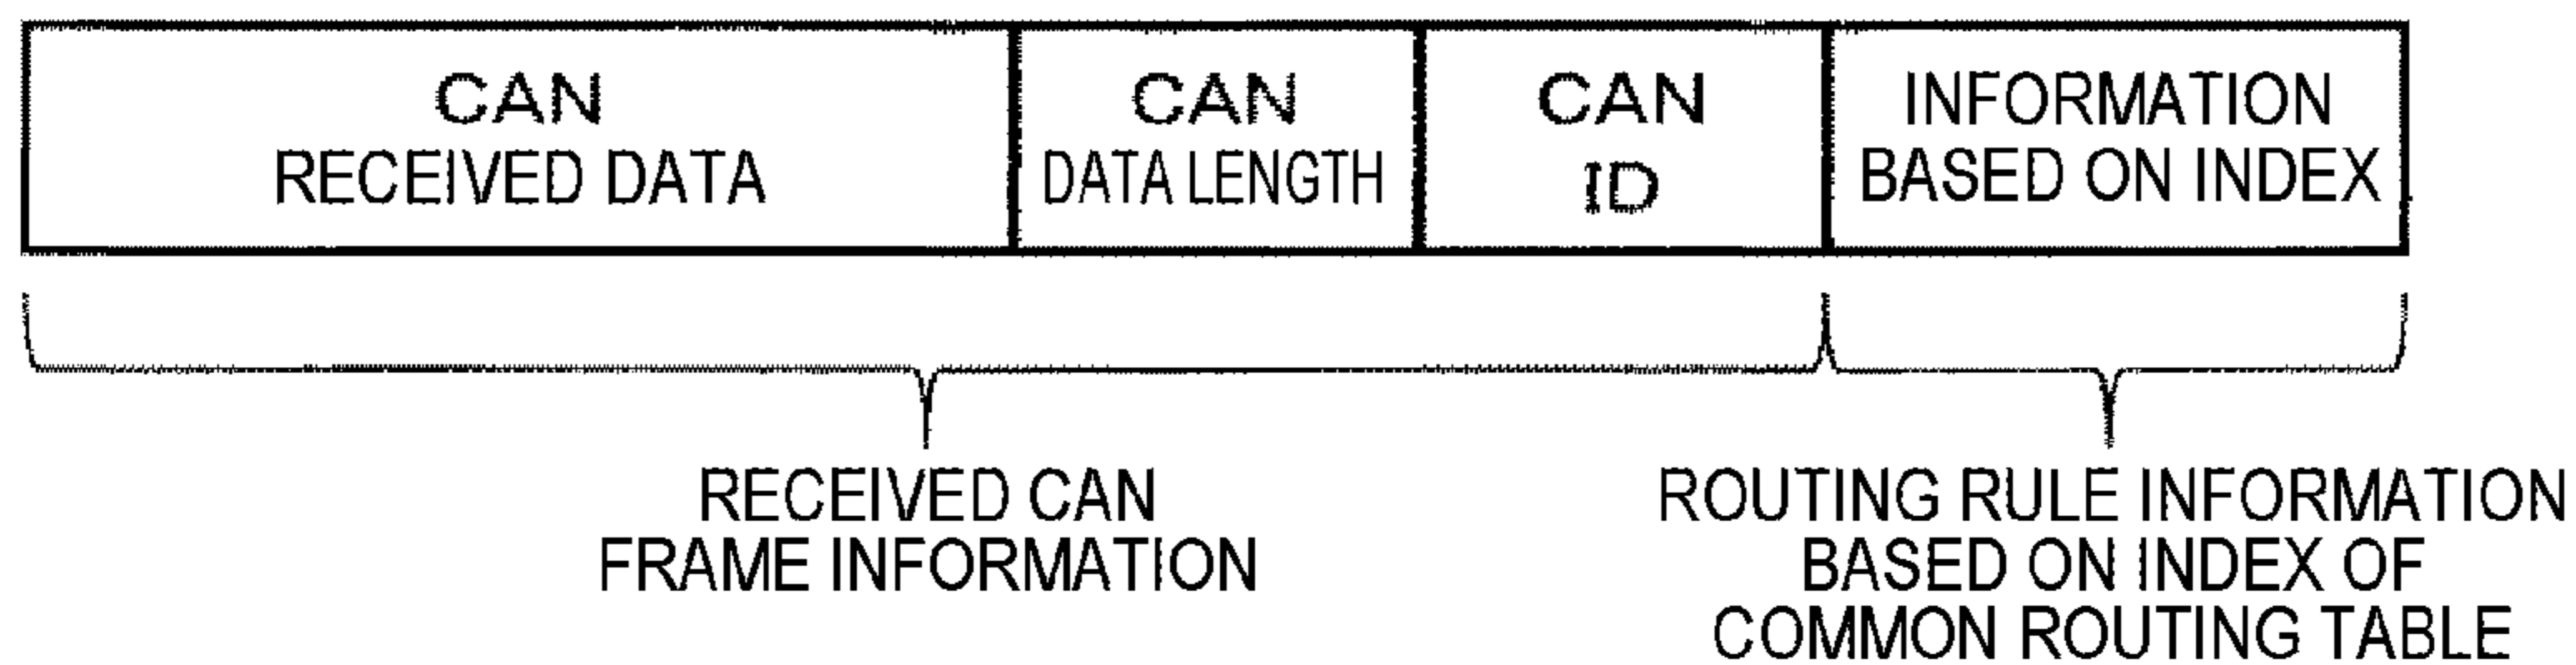 CAN
RECEIVED DATA
CAN
DATA LENGTH
CAN
ID
INFORMATION
BASED ON INDEX
RECEIVED CAN
FRAME INFORMATION
ROUTING RULE INFORMATION
BASED ON INDEX OF
COMMON ROUTING TABLE